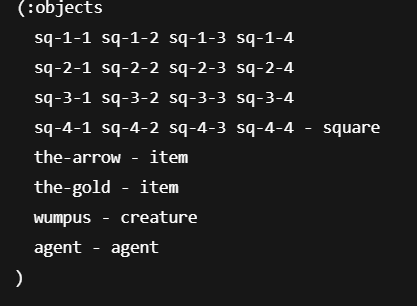 (:objects
sq-1-1 sq-1-2 sq-1-3 sq-1-4
sq-2-1 sq-2-2 sq-2-3 sq-2-4
sq-3-1 sq-3-2 sq-3-3 sq-3-4
sq-4-1 sq-4-2 sq-4-3 sq-4-4 - square
the-arrow - item
the-gold - item
wumpus - creature
agent - agent
)